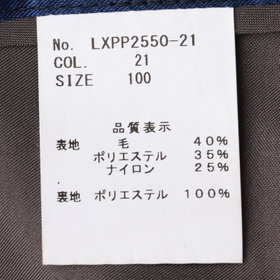 No. LXPP2550-21
COL. 21
SIZE 100
品質表示
表地 毛 40%
ポリエステル 35%
ナイロン 25%
裏地 ポリエステル 100%